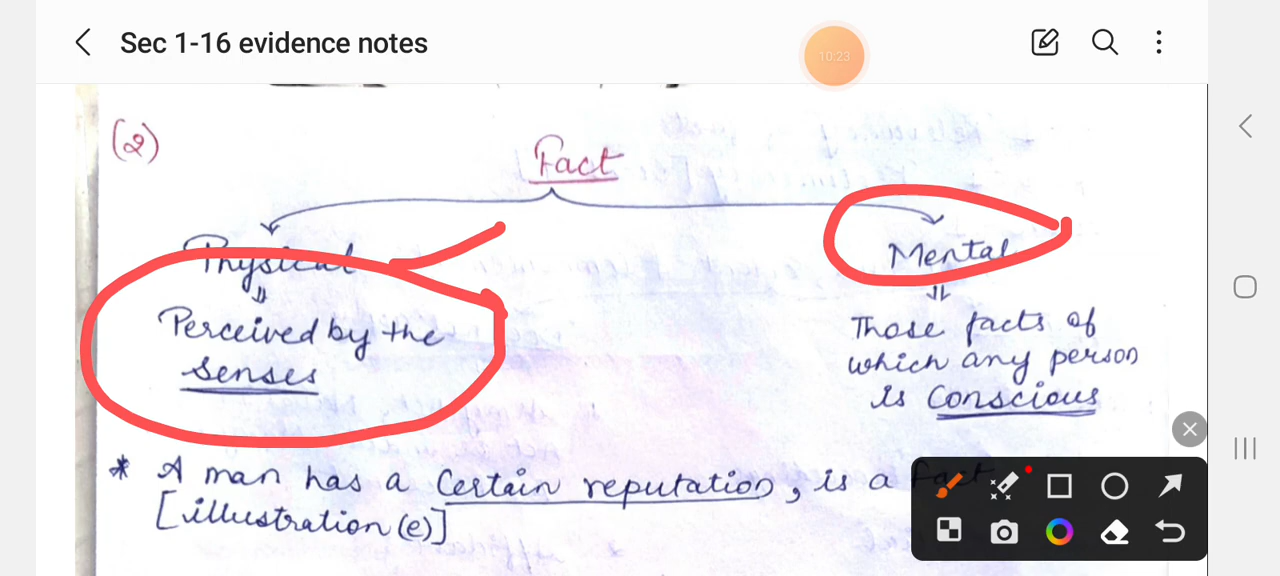 Sec 1-16 evidence notes
10:23
(2)
Fact
Physical
Mental
Perceived by the
senses
Those facts of
which any person
is Conscious
* A man has a Certain reputation, is a fact
[illustration (e)]